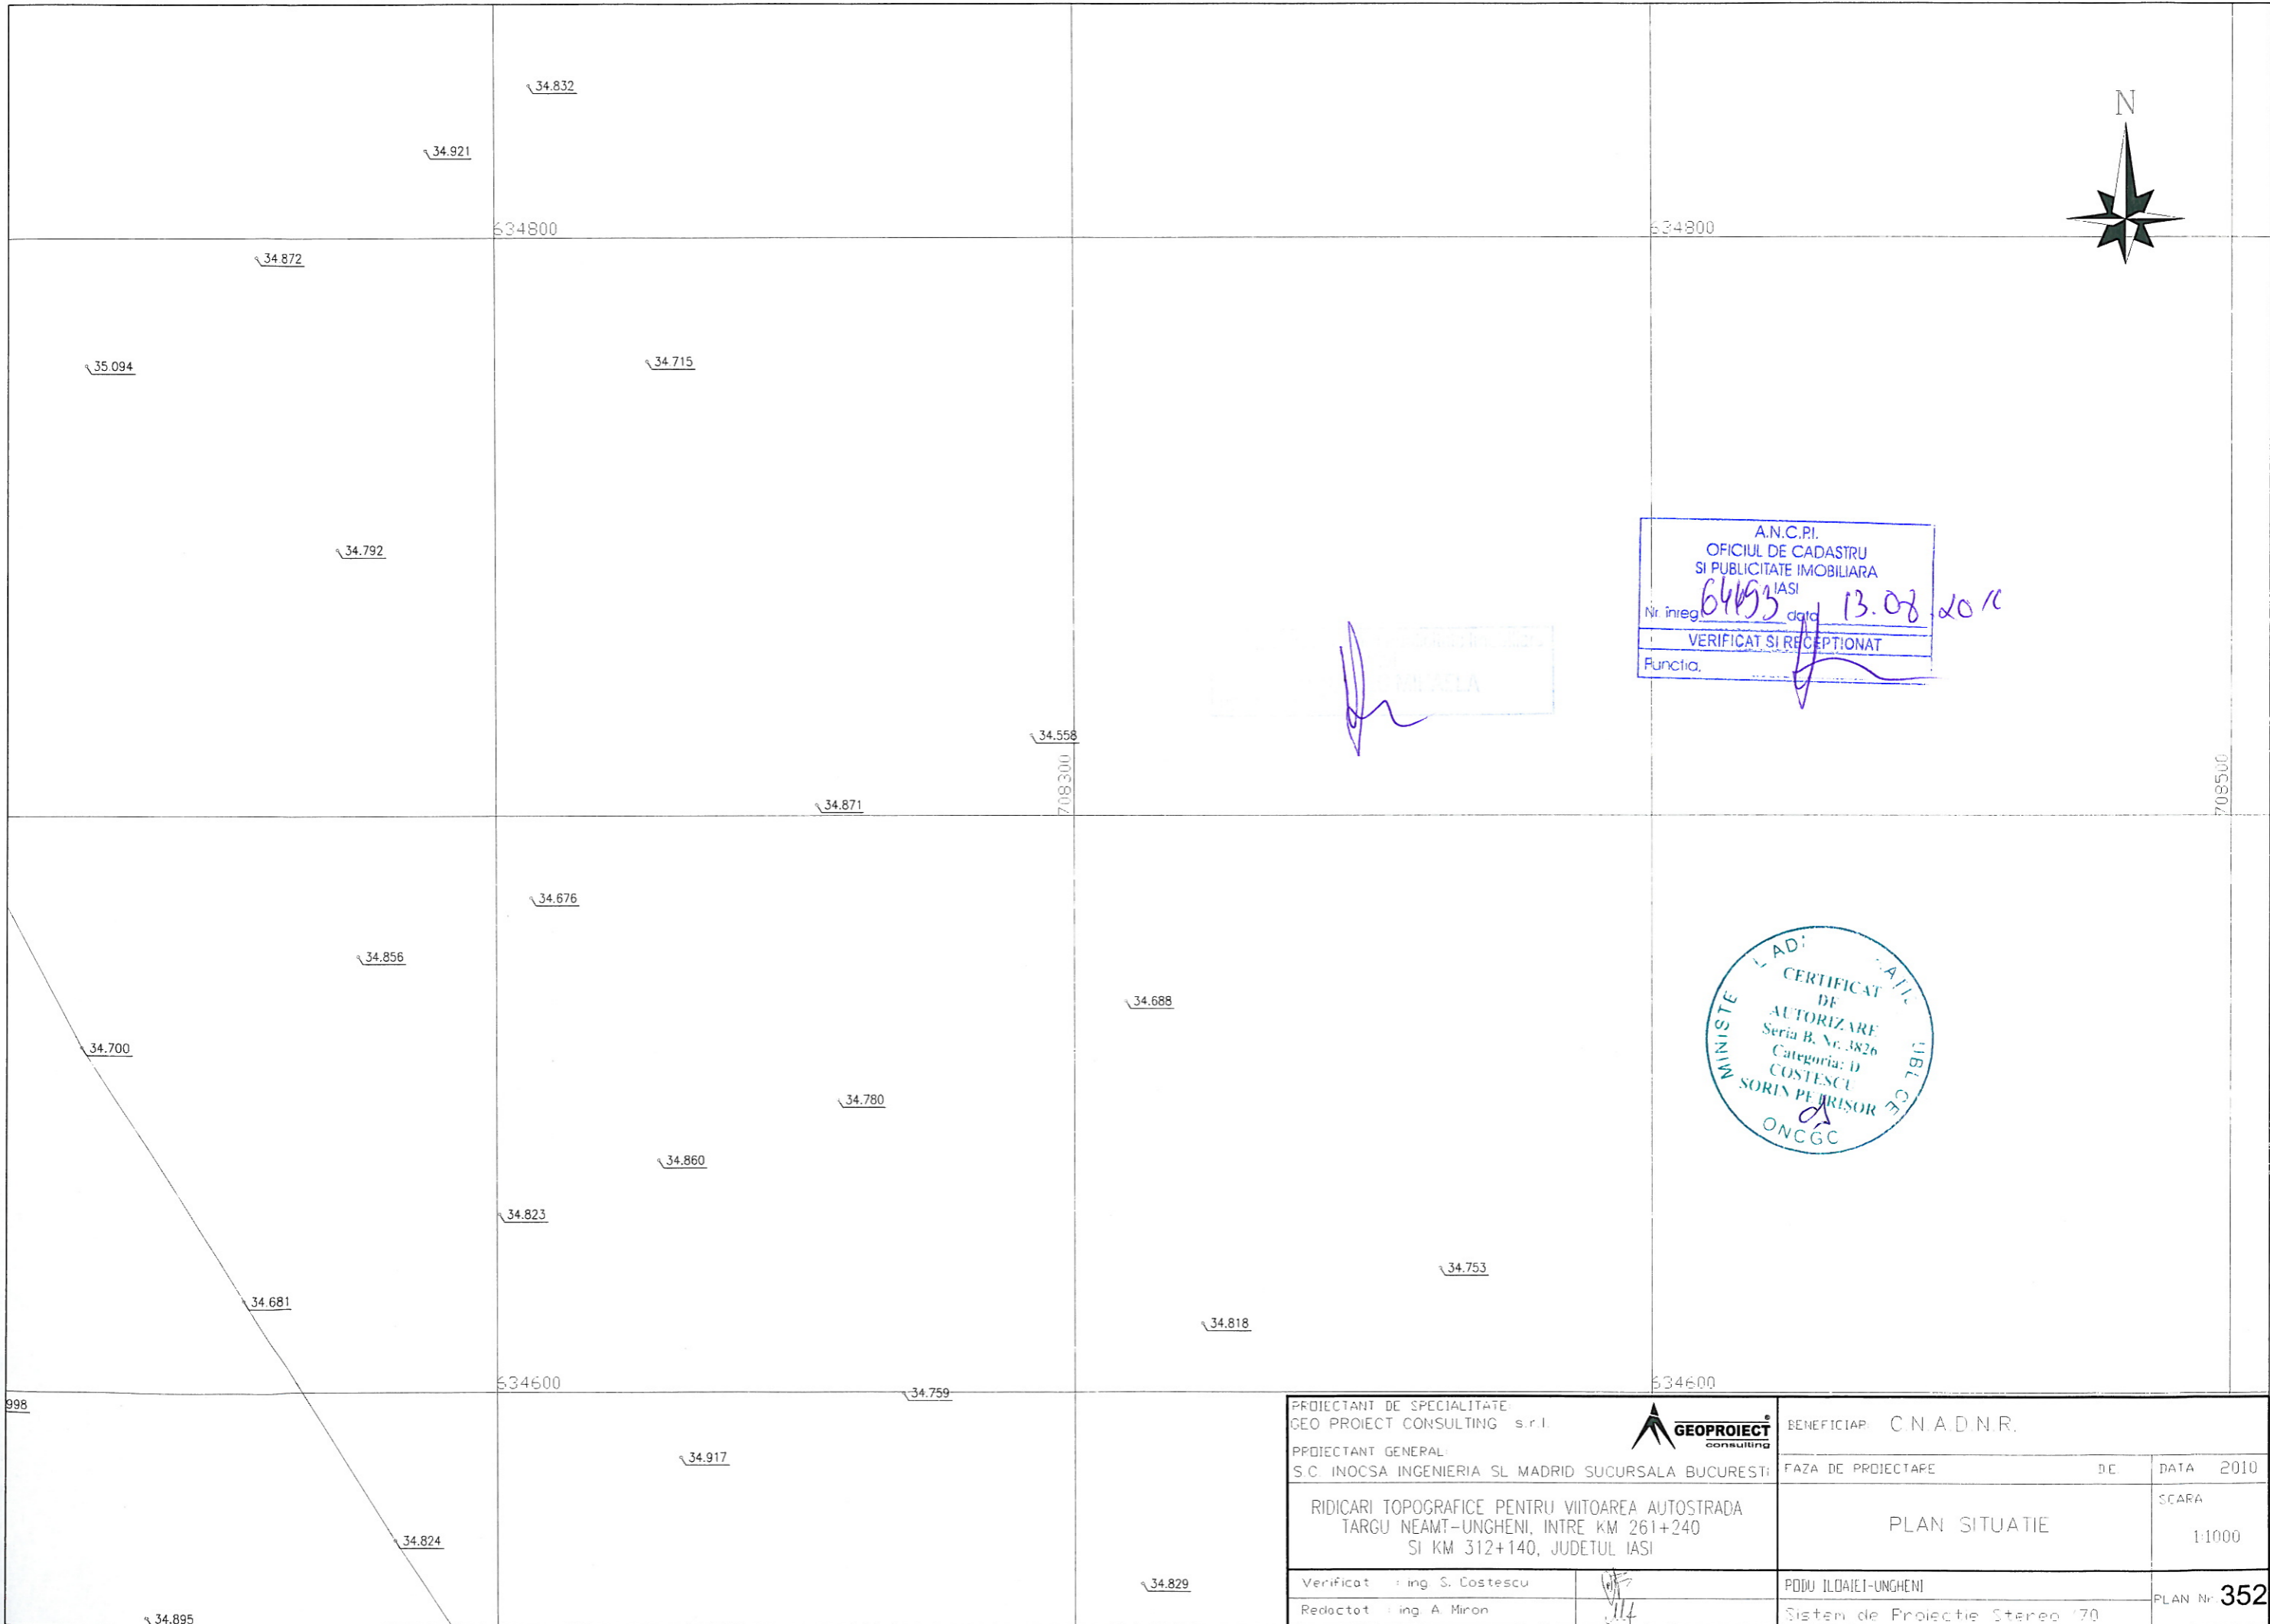 34.832
34.921
N
634800
634800
34.872
35.094
34.715
34.792
A.N.C.P.I.
OFICIUL DE CADASTRU
SI PUBLICITATE IMOBILIARA
IASI
Nr. înreg. data 13.08
VERIFICAT SI RECEPTIONAT
Functia,
34.558
708300
708500
34.871
34.676
34.856
34.688
34.700
34.780
34.860
34.823
34.753
34.681
34.818
CERTIFICAT
DE
AUTORIZARE
Seria B, Nr. 3826
Categoria: D
COSTESCU
SORIN PETRISOR
ONCGC
634600
634600
34.759
998
34.917
34.824
34.829
34.895
PROIECTANT DE SPECIALITATE
GEO PROIECT CONSULTING s.r.l.
GEOPROIECT
consulting
PROIECTANT GENERAL:
S.C. INOCSA INGENIERIA SL MADRID SUCURSALA BUCURESTI
BENEFICIAR: C.N.A.D.N.R.
FAZA DE PROIECTARE D.E.
DATA 2010
RIDICARI TOPOGRAFICE PENTRU VIITOAREA AUTOSTRADA
TARGU NEAMT-UNGHENI, INTRE KM 261+240
SI KM 312+140, JUDETUL IASI
PLAN SITUATIE
SCARA
1:1000
Verificat : ing. S. Costescu
Redactat : ing. A. Miron
PODU ILOAIEI-UNGHENI
Sistem de Proiectie Stereo '70
PLAN Nr. 352